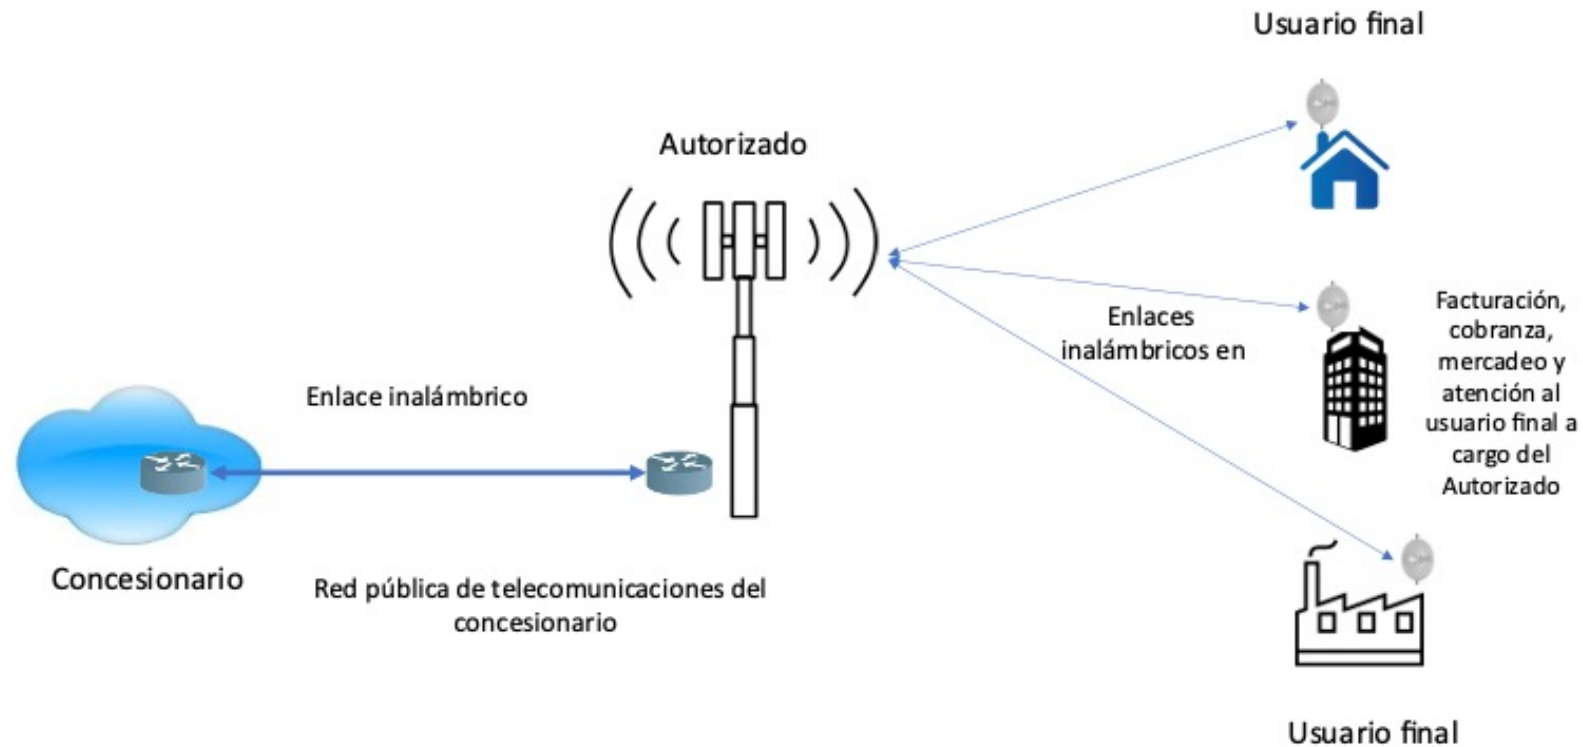 Usuario final
Autorizado
Enlaces
inalámbricos en
Facturación,
cobranza,
mercadeo y
atención al
usuario final a
cargo del
Autorizado
Enlace inalámbrico
Concesionario
Red pública de telecomunicaciones del
concesionario
Usuario final